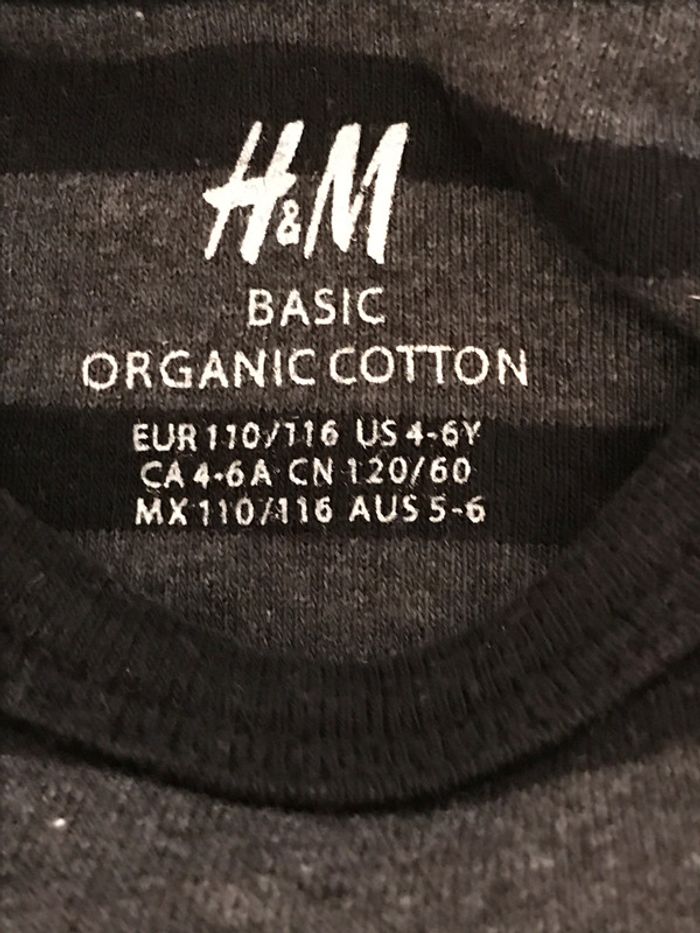 H&M
BASIC
ORGANIC COTTON
EUR 110/116 US 4-6Y
CA 4-6A CN 120/60
MX 110/116 AUS 5-6